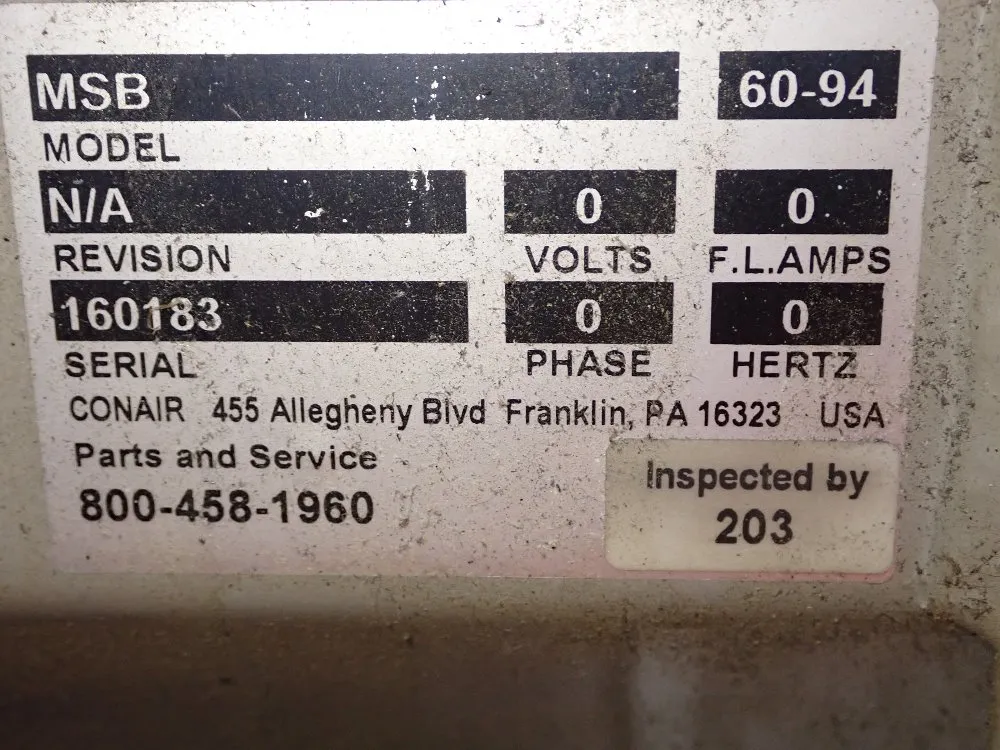 MSB 60-94
MODEL
N/A 0 0
REVISION VOLTS F.L.AMPS
160183 0 0
SERIAL PHASE HERTZ
CONAIR 455 Allegheny Blvd Franklin, PA 16323 USA
Parts and Service
800-458-1960
Inspected by
203